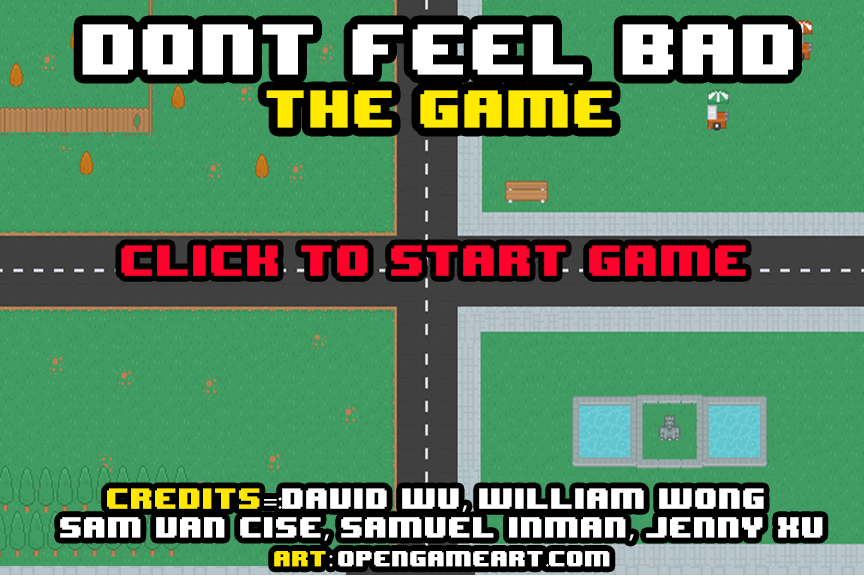 DONT FEEL BAD
THE GAME
CLICK TO START GAME
CREDITS=:DAVID WU, WILLIAM WONG
SAM VAN CISE, SAMUEL INMAN, JENNY XU
ART:OPENGAMEART.COM